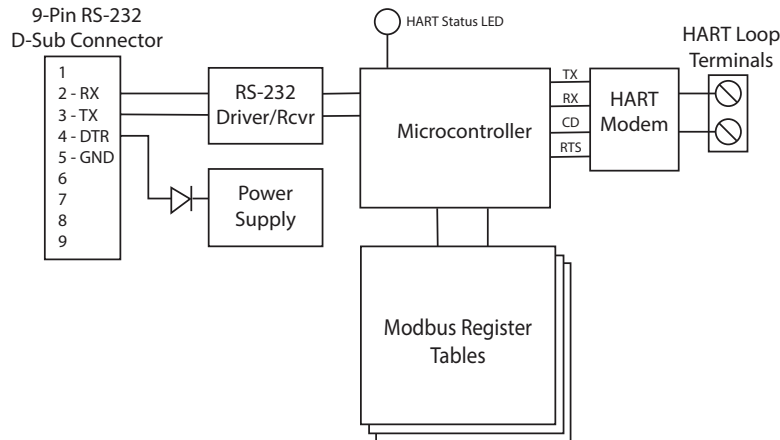 9-Pin RS-232
D-Sub Connector
1
2 - RX
3 - TX
4 - DTR
5 - GND
6
7
8
9
RS-232
Driver/Rcvr
Power
Supply
HART Status LED
Microcontroller
TX
RX
CD
RTS
HART
Modem
HART Loop
Terminals
Modbus Register
Tables